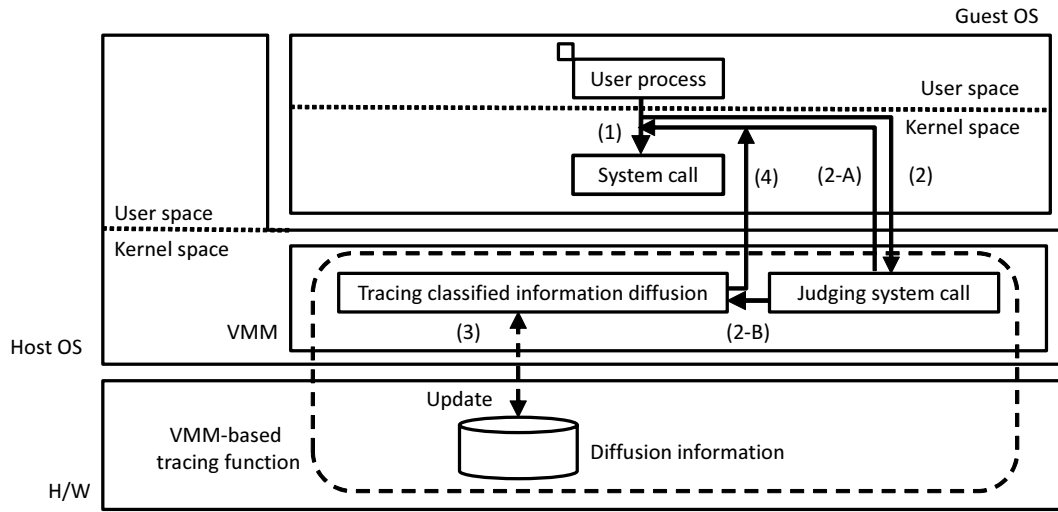 Guest OS
User process
User space
Kernel space
(1)
System call
(4)
(2-A)
(2)
User space
Kernel space
Tracing classified information diffusion
Judging system call
VMM
(3)
(2-B)
Host OS
Update
VMM-based
tracing function
Diffusion information
H/W